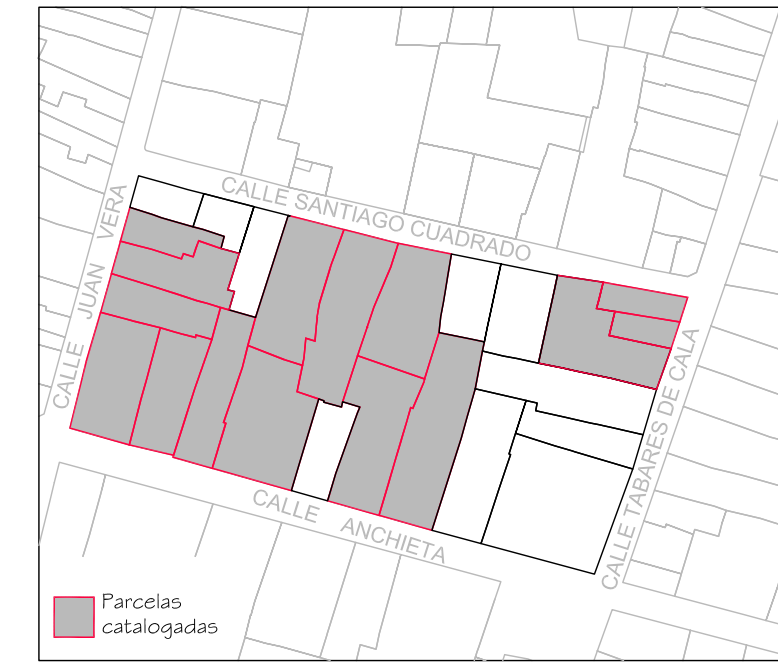 CALLE SANTIAGO CUADRADO
CALLE JUAN VERA
CALLE TABARES DE CALA
CALLE ANCHIETA
Parcelas
catalogadas